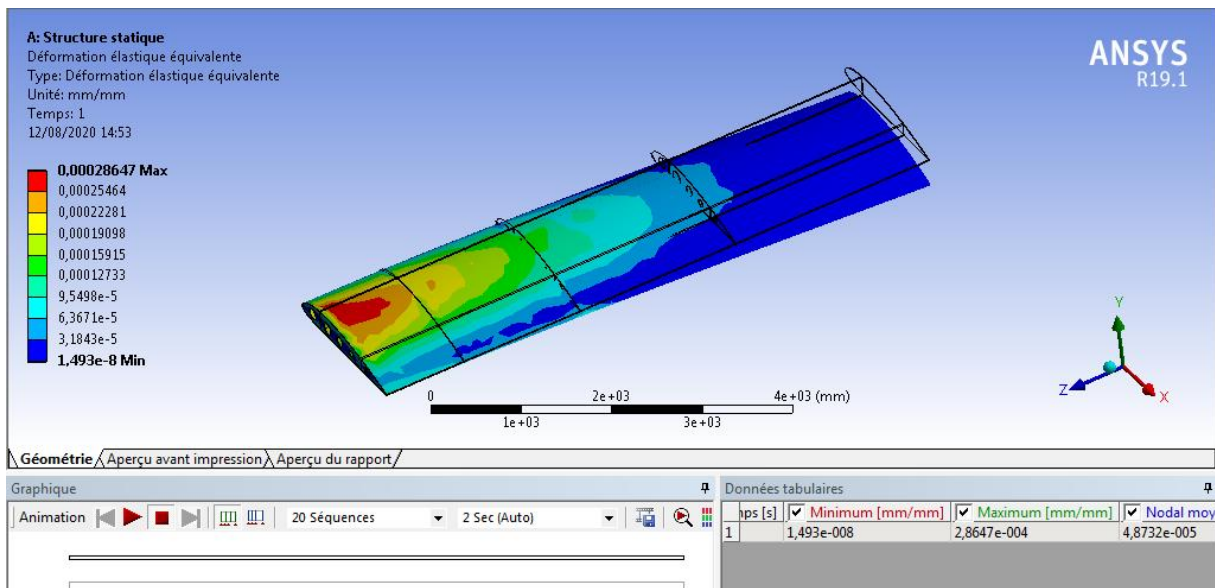 A: Structure statique
Déformation élastique équivalente
Type: Déformation élastique équivalente
Unité: mm/mm
Temps: 1
12/08/2020 14:53
ANSYS
R19.1
0,00028647 Max
0,00025464
0,00022281
0,00019098
0,00015915
0,00012733
9,5498e-5
6,3671e-5
3,1843e-5
1,493e-8 Min
0 2e+03 4e+03 (mm)
1e+03 3e+03
Y
Z
X
Géométrie Aperçu avant impression Aperçu du rapport
Graphique
Animation 20 Séquences 2 Sec (Auto)
Données tabulaires
mps [s] Minimum [mm/mm] Maximum [mm/mm] Nodal moy
1 1,493e-008 2,8647e-004 4,8732e-005